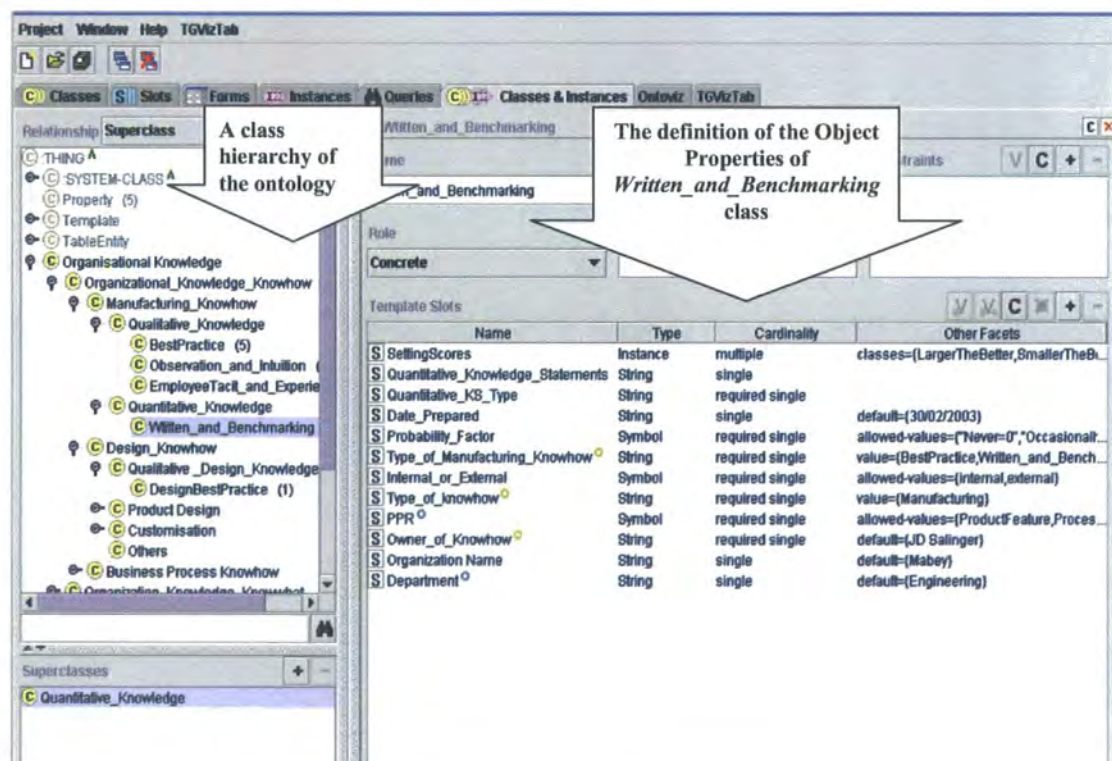 Project Window Help TGVizTab
C Classes S Slots Forms Instances Queries C Classes & Instances Ontoviz TGVizTab
Relationship Superclass
A class
hierarchy of
the ontology
C :THING A
C :SYSTEM-CLASS A
C Property (5)
C Template
C TableEntity
C Organisational Knowledge
C Organizational_Knowledge_Knowhow
C Manufacturing_Knowhow
C Qualitative_Knowledge
C BestPractice (5)
C Observation_and_Intuition (
C EmployeeTacit_and_Experie
C Quantitative_Knowledge
C Written_and_Benchmarking
C Design_Knowhow
C Qualitative _Design_Knowledge
C DesignBestPractice (1)
C Product Design
C Customisation
C Others
C Business Process Knowhow
Superclasses + -
C Quantitative_Knowledge
Written_and_Benchmarking C x
The definition of the Object
Properties of
Written_and_Benchmarking
class
me
traints V C + -
_and_Benchmarking
Role
Concrete
Template Slots V V C + -
Name Type Cardinality Other Facets
S SettingScores Instance multiple classes={LargerTheBetter,SmallerTheBu...
S Quantitative_Knowledge_Statements String single
S Quantitative_KS_Type String required single
S Date_Prepared String single default={30/02/2003}
S Probability_Factor Symbol required single allowed-values={"Never=0","Occasionalt...
S Type_of_Manufacturing_Knowhow String required single value={BestPractice,Written_and_Bench...
S Internal_or_External Symbol required single allowed-values={internal,external}
S Type_of_knowhow String required single value={Manufacturing}
S PPR Symbol required single allowed-values={ProductFeature,Proces...
S Owner_of_Knowhow String required single default={JD Salinger}
S Organization Name String single default={Mabey}
S Department String single default={Engineering}